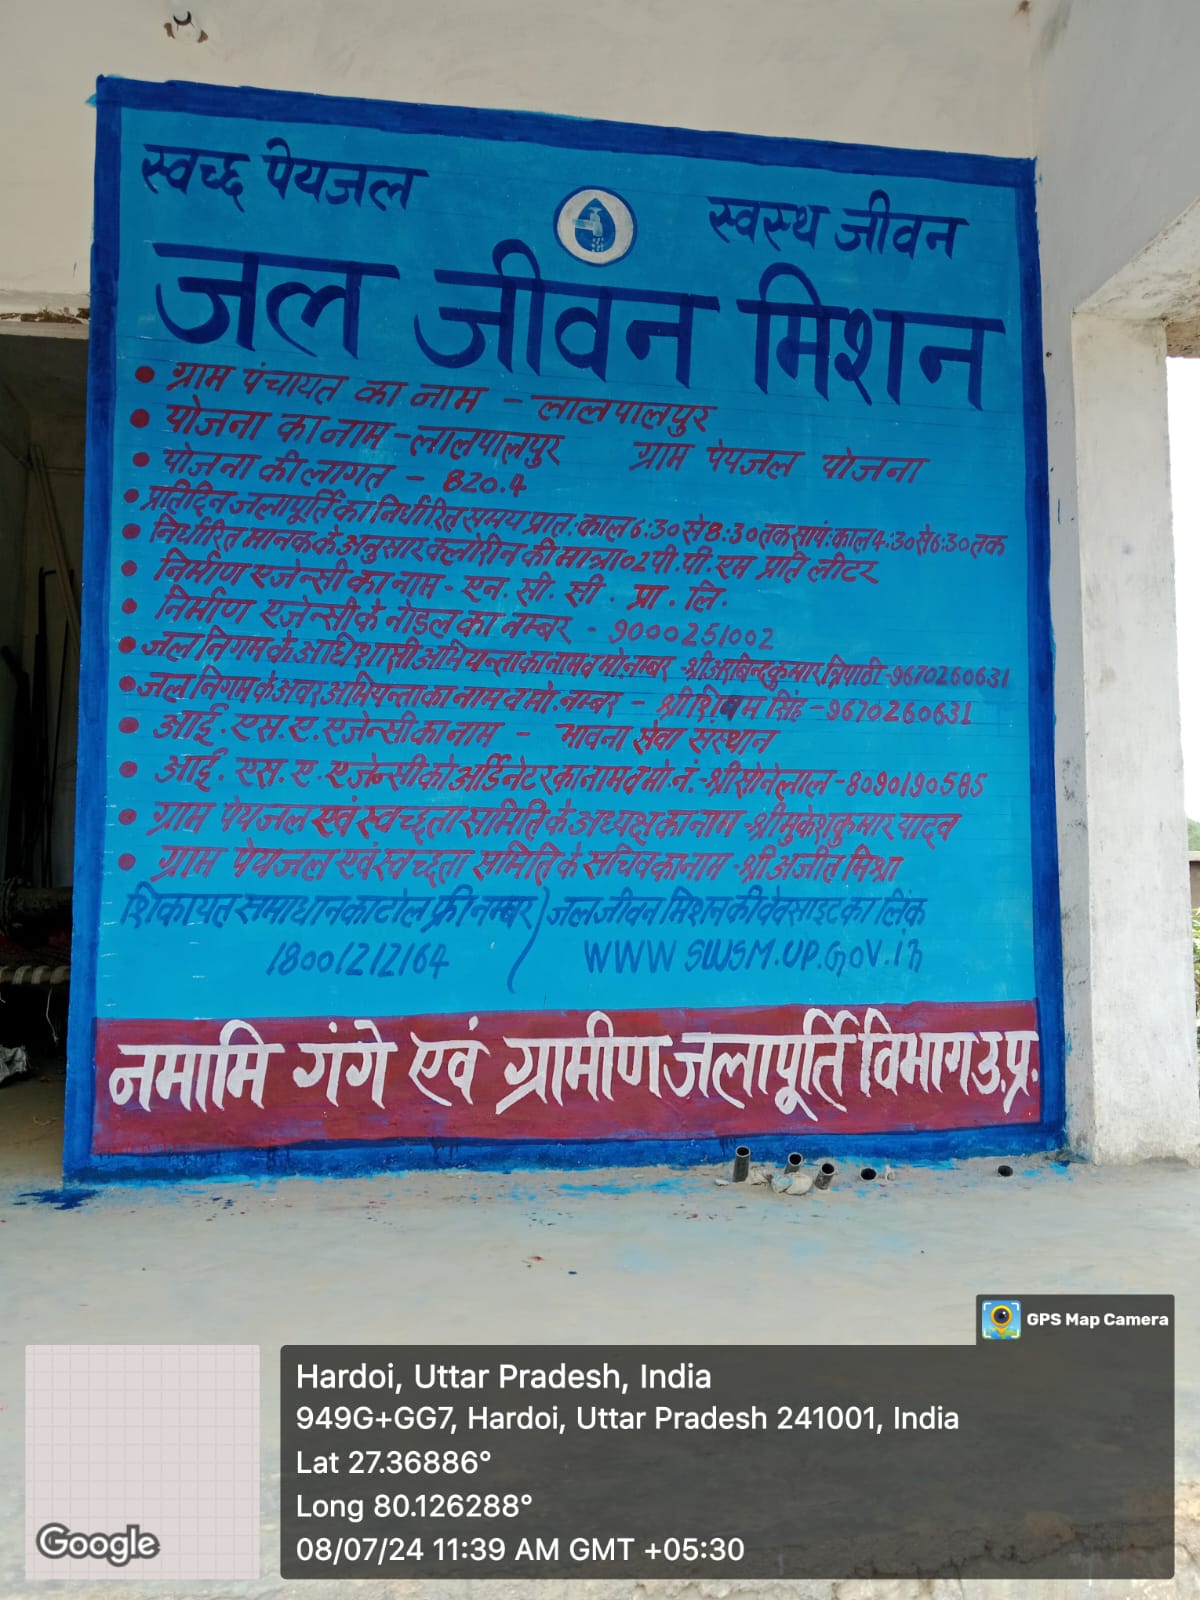 स्वच्छ पेयजल
स्वस्थ जीवन
जल जीवन मिशन
• ग्राम पंचायत का नाम - लालपालपुर
• योजना का नाम - लालपालपुर ग्राम पेयजल योजना
• योजना की लागत - 820.4
• प्रतिदिन जलापूर्ति का निर्धारित समय प्रात: काल 6:30 से 8:30 तक सायं: काल 4:30 से 6:30 तक
• निर्धारित मानक के अनुसार क्लोरीन की मात्रा 02 पी. पी. एम प्रति लीटर
• निर्माण एजेन्सी का नाम - एन. सी. सी. प्रा. लि.
• निर्माण एजेन्सी के नोडल का नम्बर - 9000251002
• जल निगम के अधिशासी अभियन्ता का नाम व मो. नम्बर - श्री अरबिन्द कुमार त्रिपाठी - 9670260631
• जल निगम के अवर अभियन्ता का नाम व मो. नम्बर - श्री शिवम सिंह - 9670260631
• आई. एस. ए. एजेन्सी का नाम - भावना सेवा संस्थान
• आई. एस. ए. एजेन्सी कोअर्डिनेटर का नाम व मो. नं. - श्री सोनेलाल - 8090190585
• ग्राम पेयजल एवं स्वच्छता समिति के अध्यक्ष का नाम - श्री मुकेश कुमार यादव
• ग्राम पेयजल एवं स्वच्छता समिति के सचिव का नाम - श्री अजीत मिश्रा
शिकायत समाधान का टोल फ्री नम्बर ) जल जीवन मिशन की वेवसाइट का लिंक
18001212164 WWW SWSM.UP.GOV.in
नमामि गंगे एवं ग्रामीण जलापूर्ति विभाग उ.प्र.
GPS Map Camera
Hardoi, Uttar Pradesh, India
949G+GG7, Hardoi, Uttar Pradesh 241001, India
Lat 27.36886°
Long 80.126288°
08/07/24 11:39 AM GMT +05:30
Google